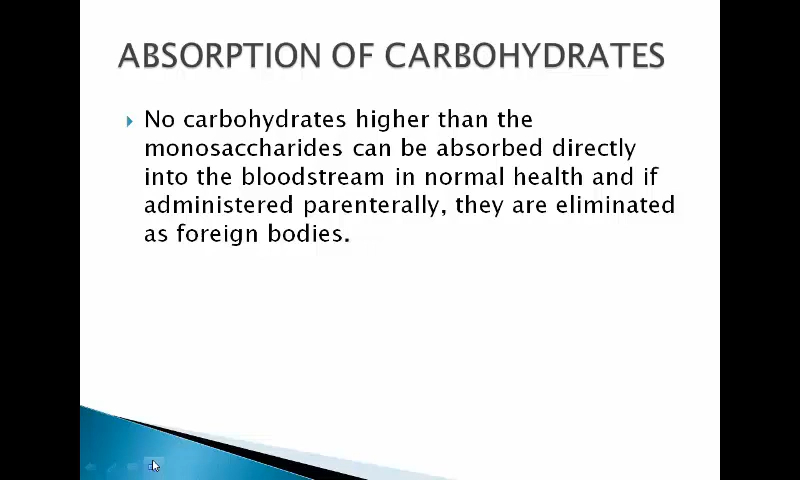 ABSORPTION OF CARBOHYDRATES
No carbohydrates higher than the
monosaccharides can be absorbed directly
into the bloodstream in normal health and if
administered parenterally, they are eliminated
as foreign bodies.